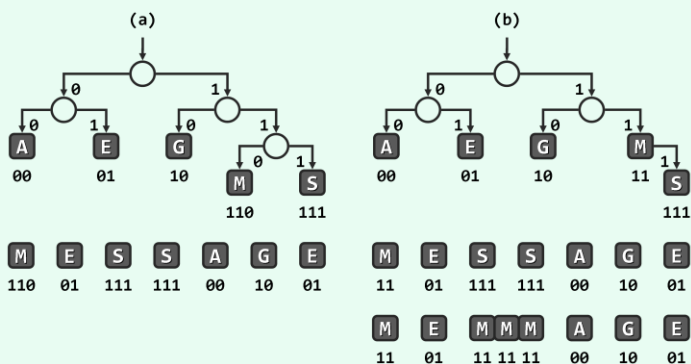 (a) (b)
0 1 0 1
0 1 0 1 0 1 0 1
A E G A E G M
00 01 10 0 1 00 01 10 11 1
M S S
110 111 111
M E S S A G E M E S S A G E
110 01 111 111 00 10 01 11 01 111 111 00 10 01
M E M M M A G E
11 01 11 11 11 00 10 01